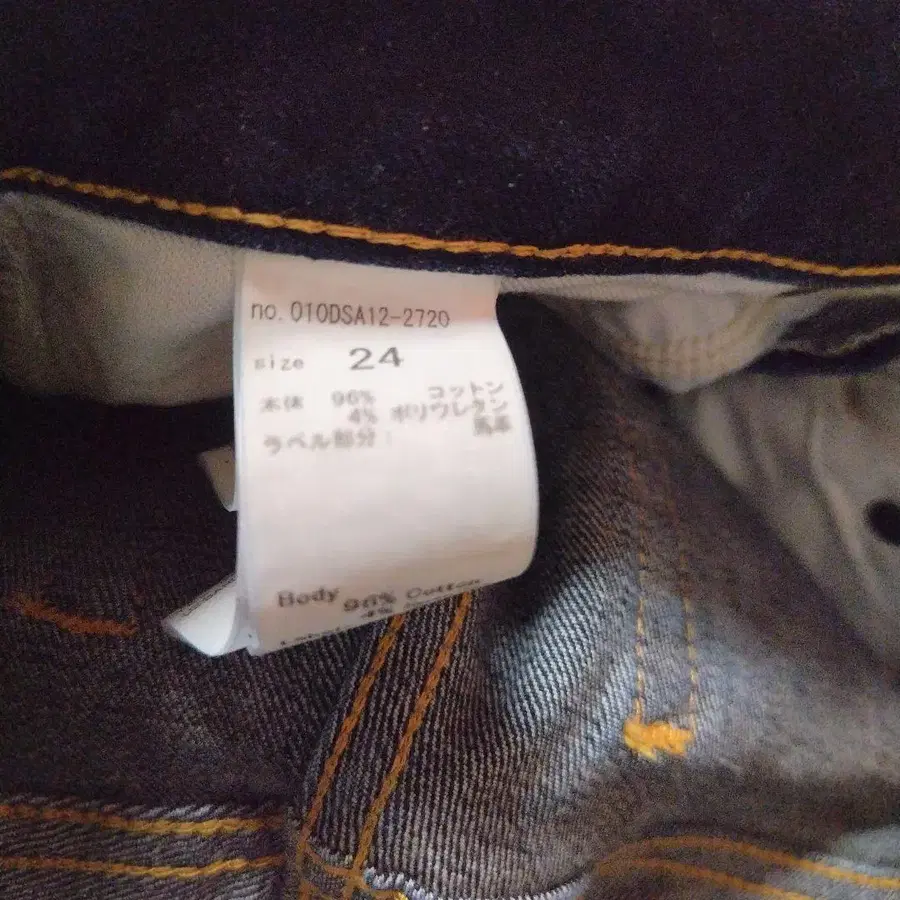 no.010DSA12-2720
size 24
本体 96% コットン
4% ポリウレタン
ラベル部分: 馬革
Body 96% Cotton
4%